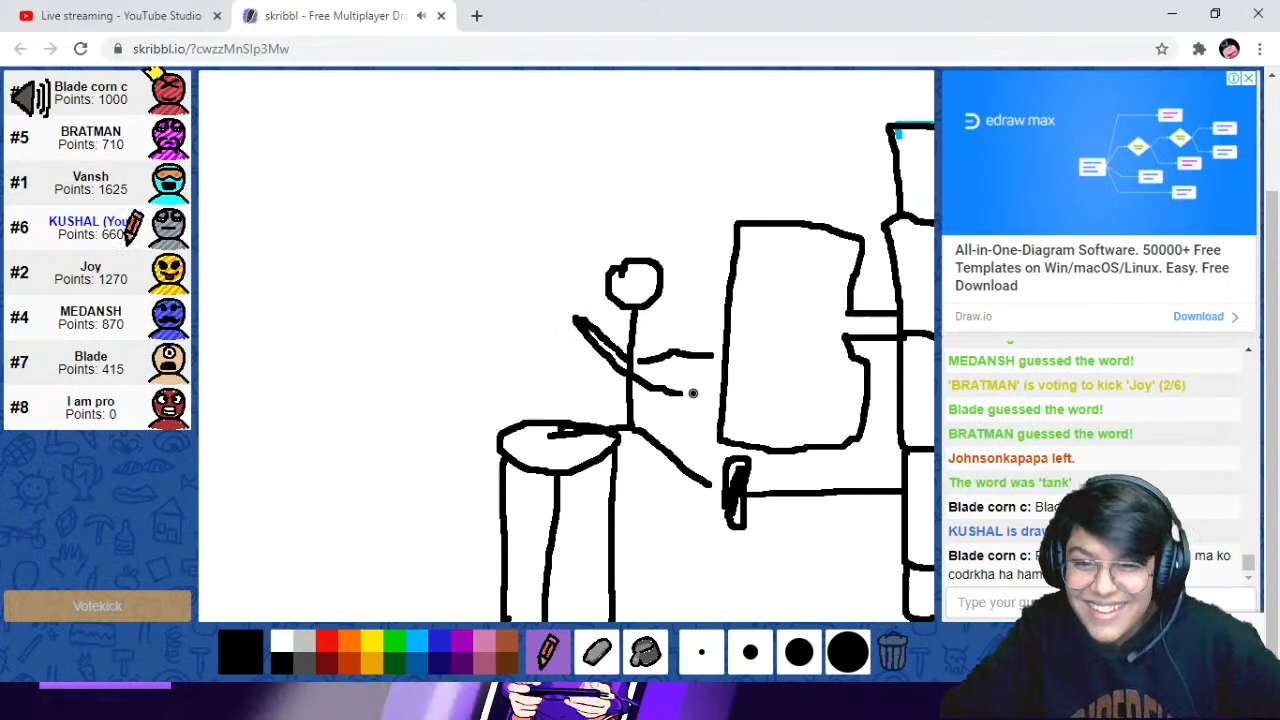 Live streaming - YouTube Studio
skribbl - Free Multiplayer Dra
skribbl.io/?cwzzMnSlp3Mw
Blade corn c
Points: 1000
#5 BRATMAN
Points: 710
#1 Vansh
Points: 1625
#6 KUSHAL (You
Points: 660
#2 Joy
Points: 1270
#4 MEDANSH
Points: 870
#7 Blade
Points: 415
#8 I am pro
Points: 0
Votekick
edraw max
All-in-One-Diagram Software. 50000+ Free
Templates on Win/macOS/Linux. Easy. Free
Download
Draw.io Download
MEDANSH guessed the word!
'BRATMAN' is voting to kick 'Joy' (2/6)
Blade guessed the word!
BRATMAN guessed the word!
Johnsonkapapa left.
The word was 'tank'
Blade corn c:
KUSHAL is
Blade corn c: ma ko
codrkha ha ham
Type your